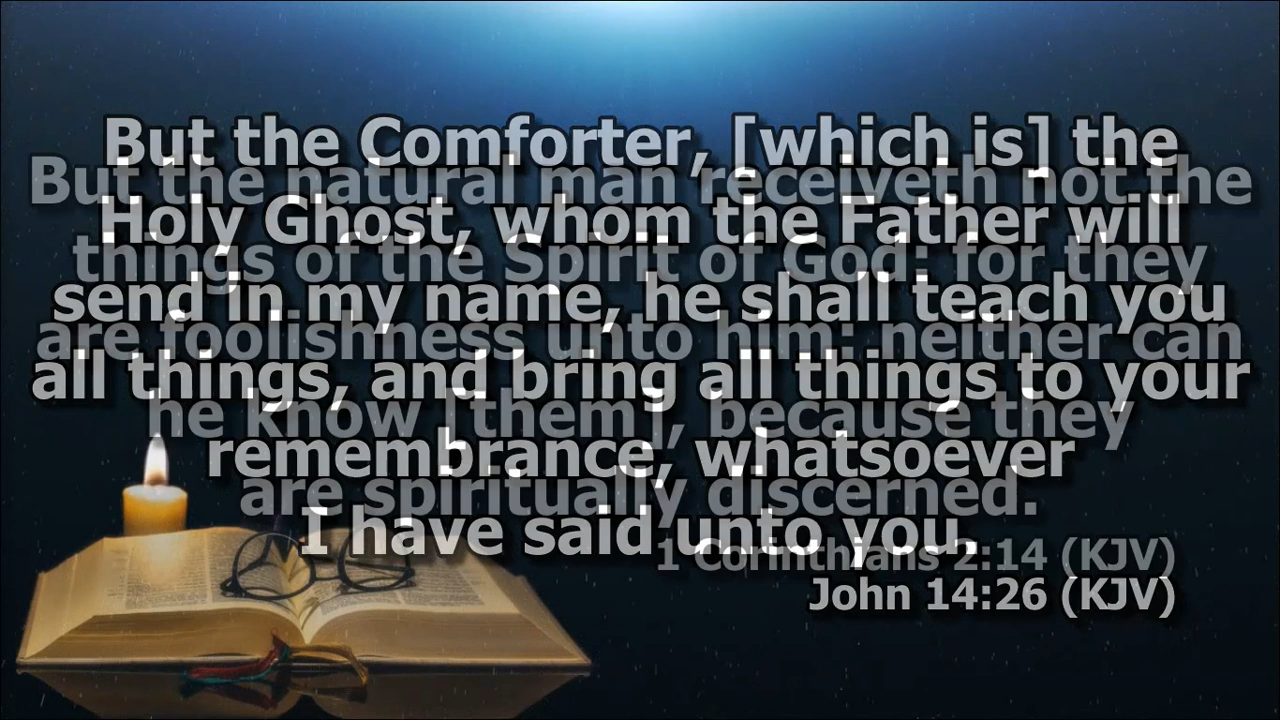 But the Comforter, [which is] the
Holy Ghost, whom the Father will
send in my name, he shall teach you
all things, and bring all things to your
remembrance, whatsoever
I have said unto you.
John 14:26 (KJV)
But the natural man receiveth not the
things of the Spirit of God: for they
are foolishness unto him: neither can
he know [them], because they
are spiritually discerned.
1 Corinthians 2:14 (KJV)